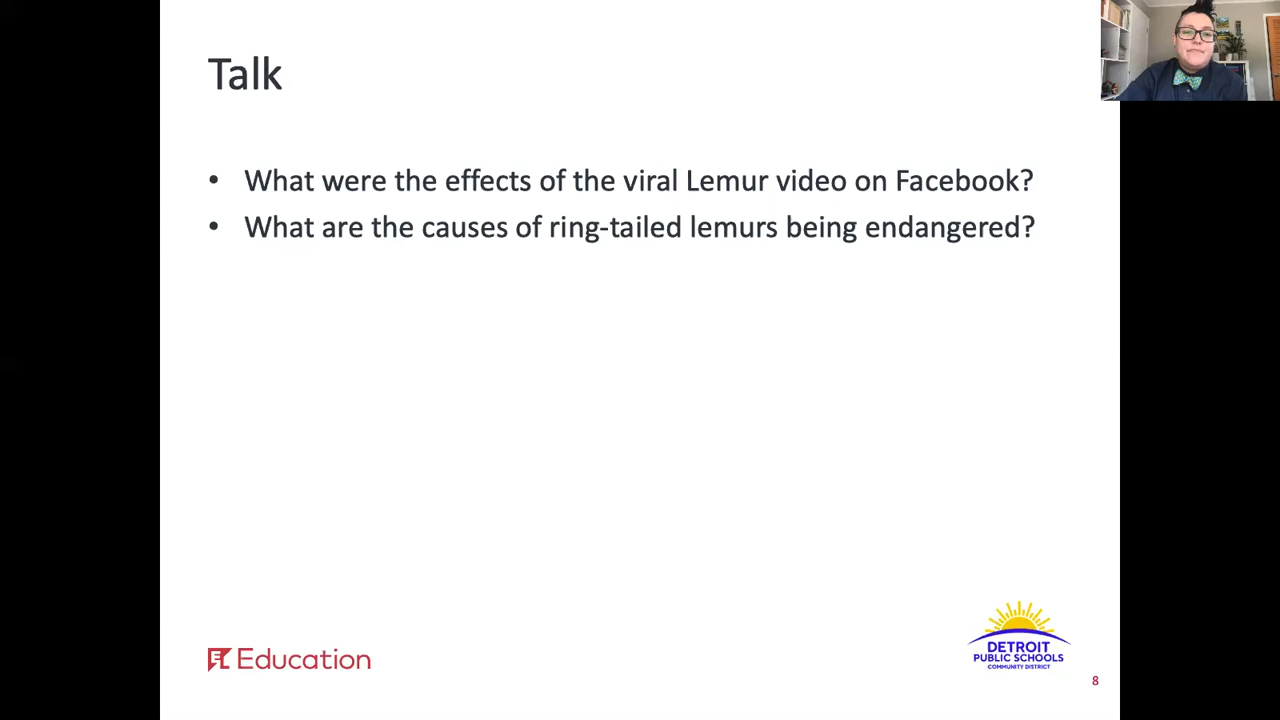 Talk
• What were the effects of the viral Lemur video on Facebook?
• What are the causes of ring-tailed lemurs being endangered?
EL Education
DETROIT
PUBLIC SCHOOLS
COMMUNITY DISTRICT
8